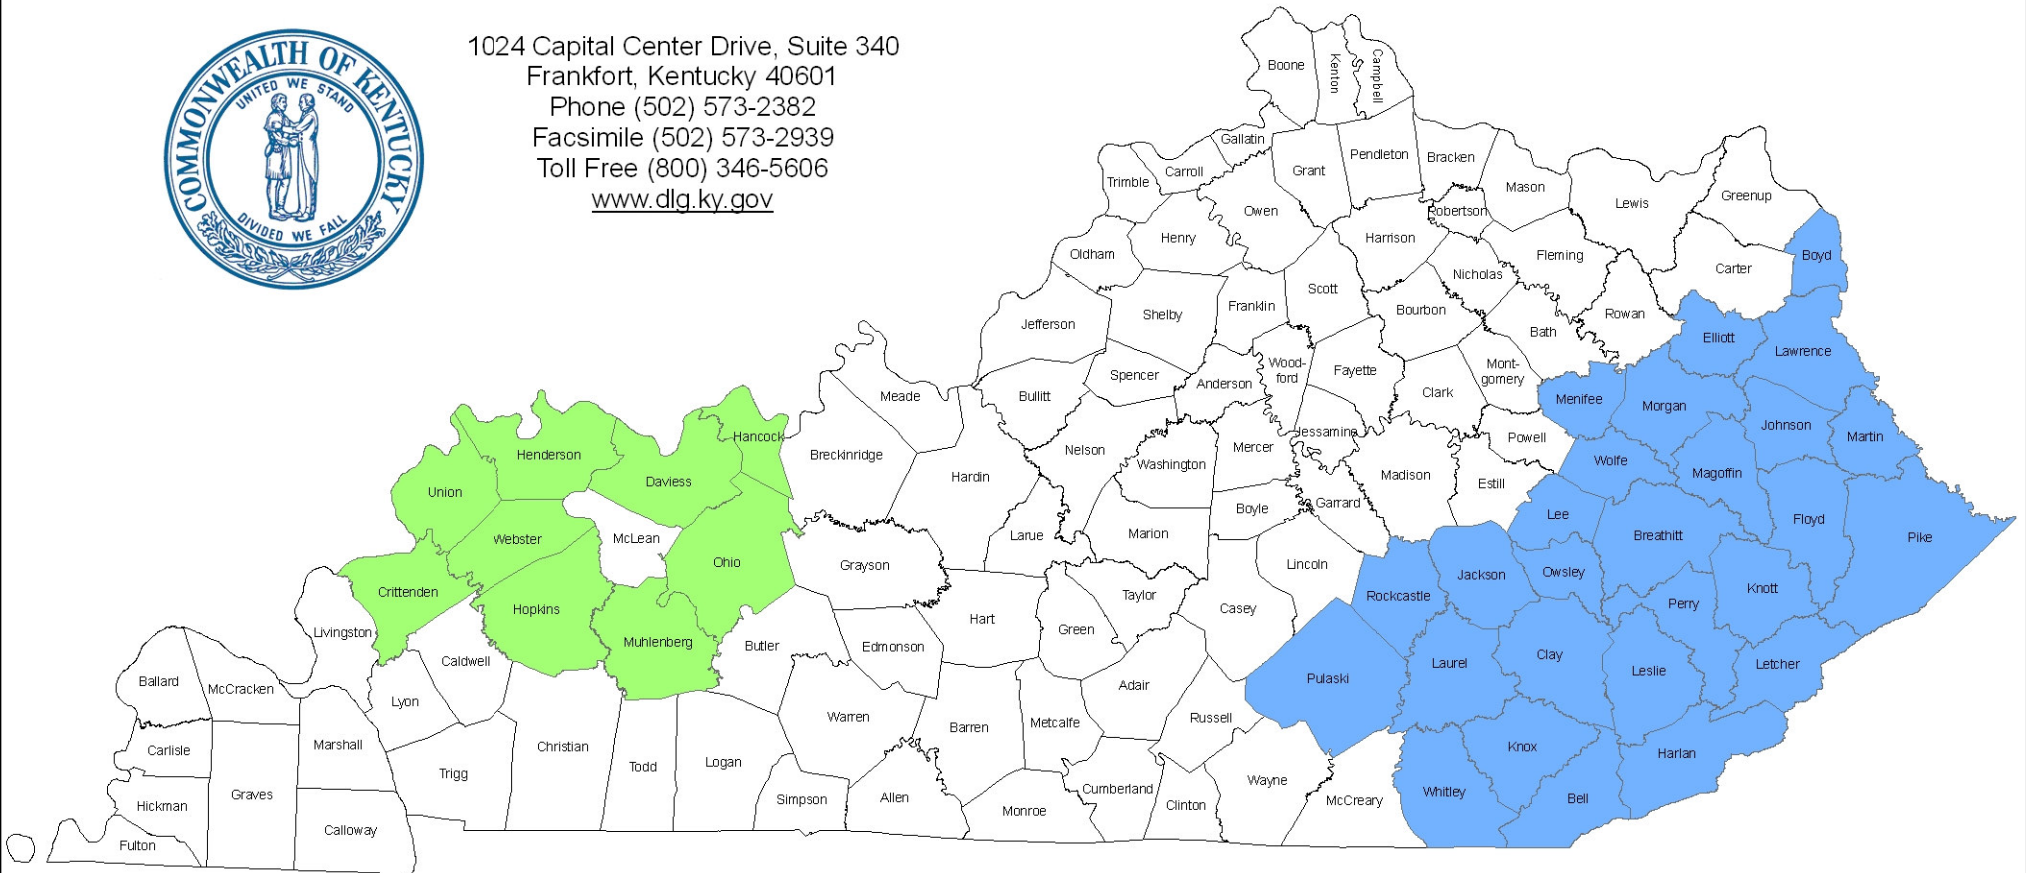 COMMONWEALTH OF KENTUCKY
UNITED WE STAND
DIVIDED WE FALL
1024 Capital Center Drive, Suite 340
Frankfort, Kentucky 40601
Phone (502) 573-2382
Facsimile (502) 573-2939
Toll Free (800) 346-5606
www.dlg.ky.gov
Boone
Kenton
Campbell
Gallatin
Carroll
Trimble
Grant
Pendleton
Bracken
Mason
Robertson
Lewis
Greenup
Owen
Henry
Oldham
Harrison
Fleming
Nicholas
Carter
Boyd
Scott
Franklin
Shelby
Jefferson
Bourbon
Bath
Rowan
Elliott
Lawrence
Spencer
Anderson
Wood-
ford
Fayette
Clark
Mont-
gomery
Menifee
Morgan
Johnson
Martin
Meade
Bullitt
Hancock
Breckinridge
Nelson
Washington
Mercer
Jessamine
Madison
Powell
Estill
Wolfe
Magoffin
Henderson
Union
Daviess
Hardin
Boyle
Garrard
Lee
Floyd
Pike
Webster
McLean
Ohio
Grayson
Larue
Marion
Lincoln
Breathitt
Crittenden
Hopkins
Muhlenberg
Butler
Edmonson
Hart
Green
Taylor
Casey
Rockcastle
Jackson
Owsley
Perry
Knott
Livingston
Caldwell
Lyon
Ballard
McCracken
Warren
Barren
Metcalfe
Adair
Russell
Pulaski
Laurel
Clay
Leslie
Letcher
Carlisle
Marshall
Trigg
Christian
Todd
Logan
Simpson
Allen
Monroe
Cumberland
Clinton
Wayne
McCreary
Whitley
Knox
Bell
Harlan
Hickman
Graves
Calloway
Fulton